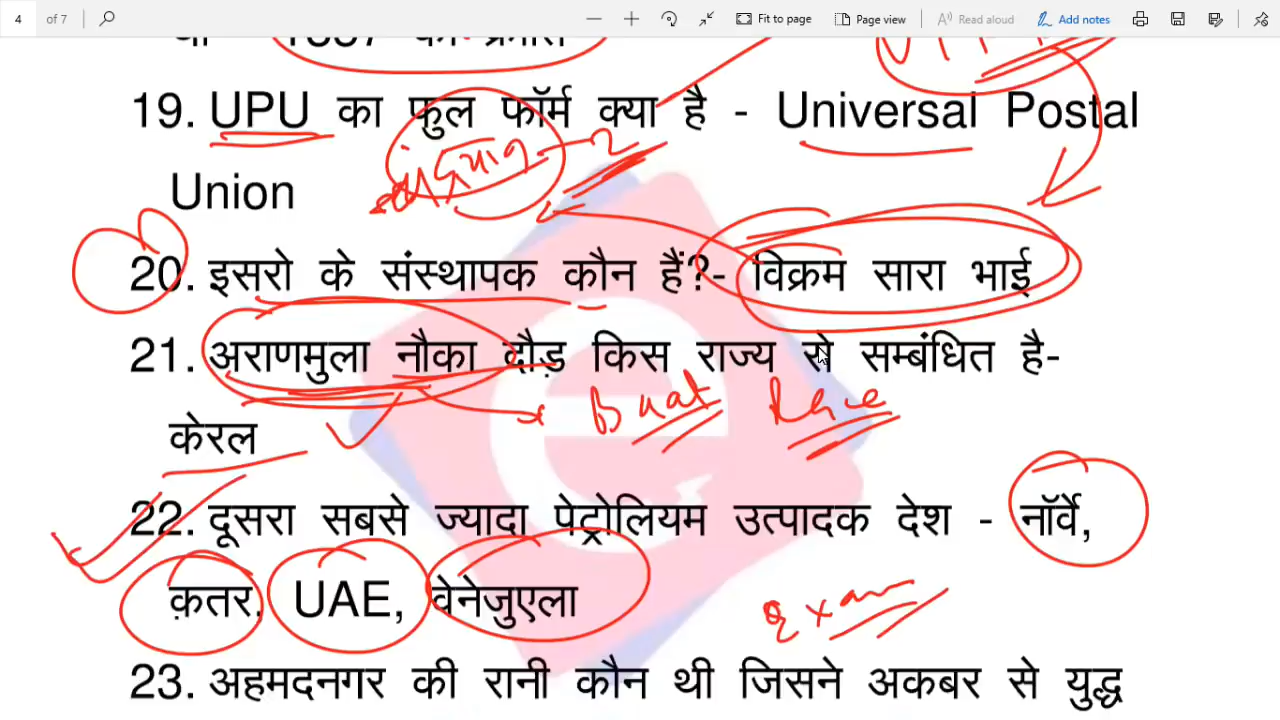 4 of 7 Fit to page Page view Read aloud Add notes
या 1857 की क्रांति
19. UPU का फुल फॉर्म क्या है - Universal Postal
Union
20. इसरो के संस्थापक कौन हैं?- विक्रम सारा भाई
21. अराणमुला नौका दौड़ किस राज्य से सम्बंधित है-
Boat Race
केरल
22. दूसरा सबसे ज्यादा पेट्रोलियम उत्पादक देश - नॉर्वे,
क़तर, UAE, वेनेजुएला
Exam
23. अहमदनगर की रानी कौन थी जिसने अकबर से युद्ध